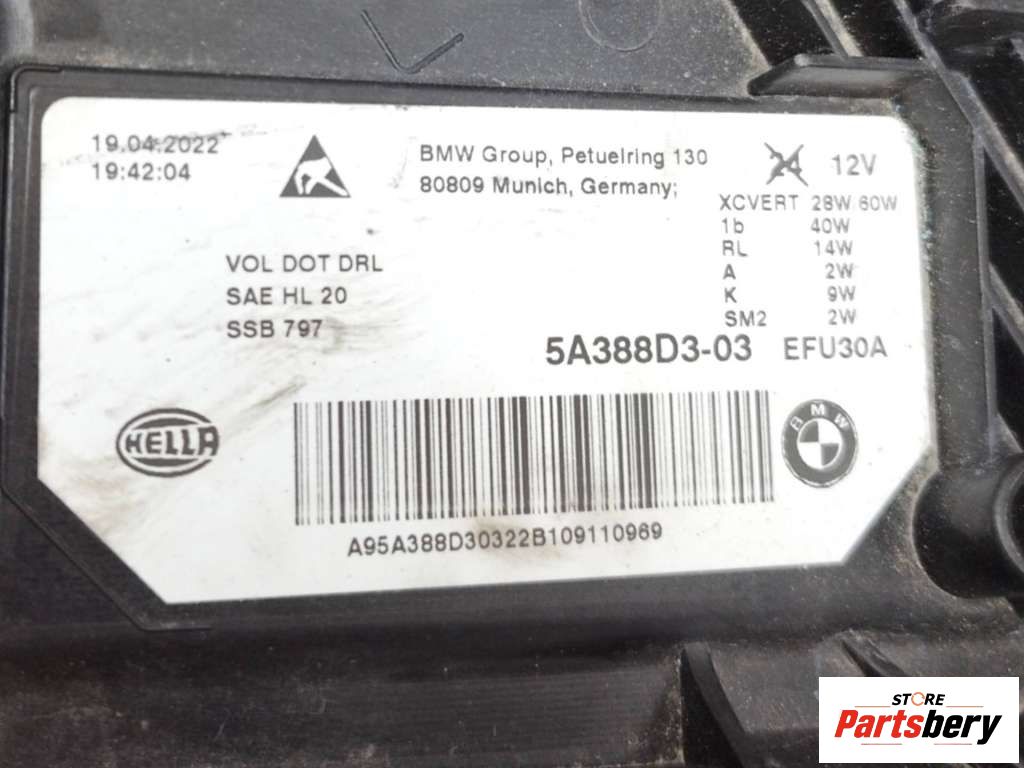 19.04.2022
19:42:04
BMW Group, Petuelring 130
80809 Munich, Germany;
24 12V
XCVERT 28W/60W
1b 40W
RL 14W
A 2W
K 9W
SM2 2W
VOL DOT DRL
SAE HL 20
SSB 797
5A388D3-03 EFU30A
HELLA
BMW
A95A388D30322B109110969
STORE
Partsbery